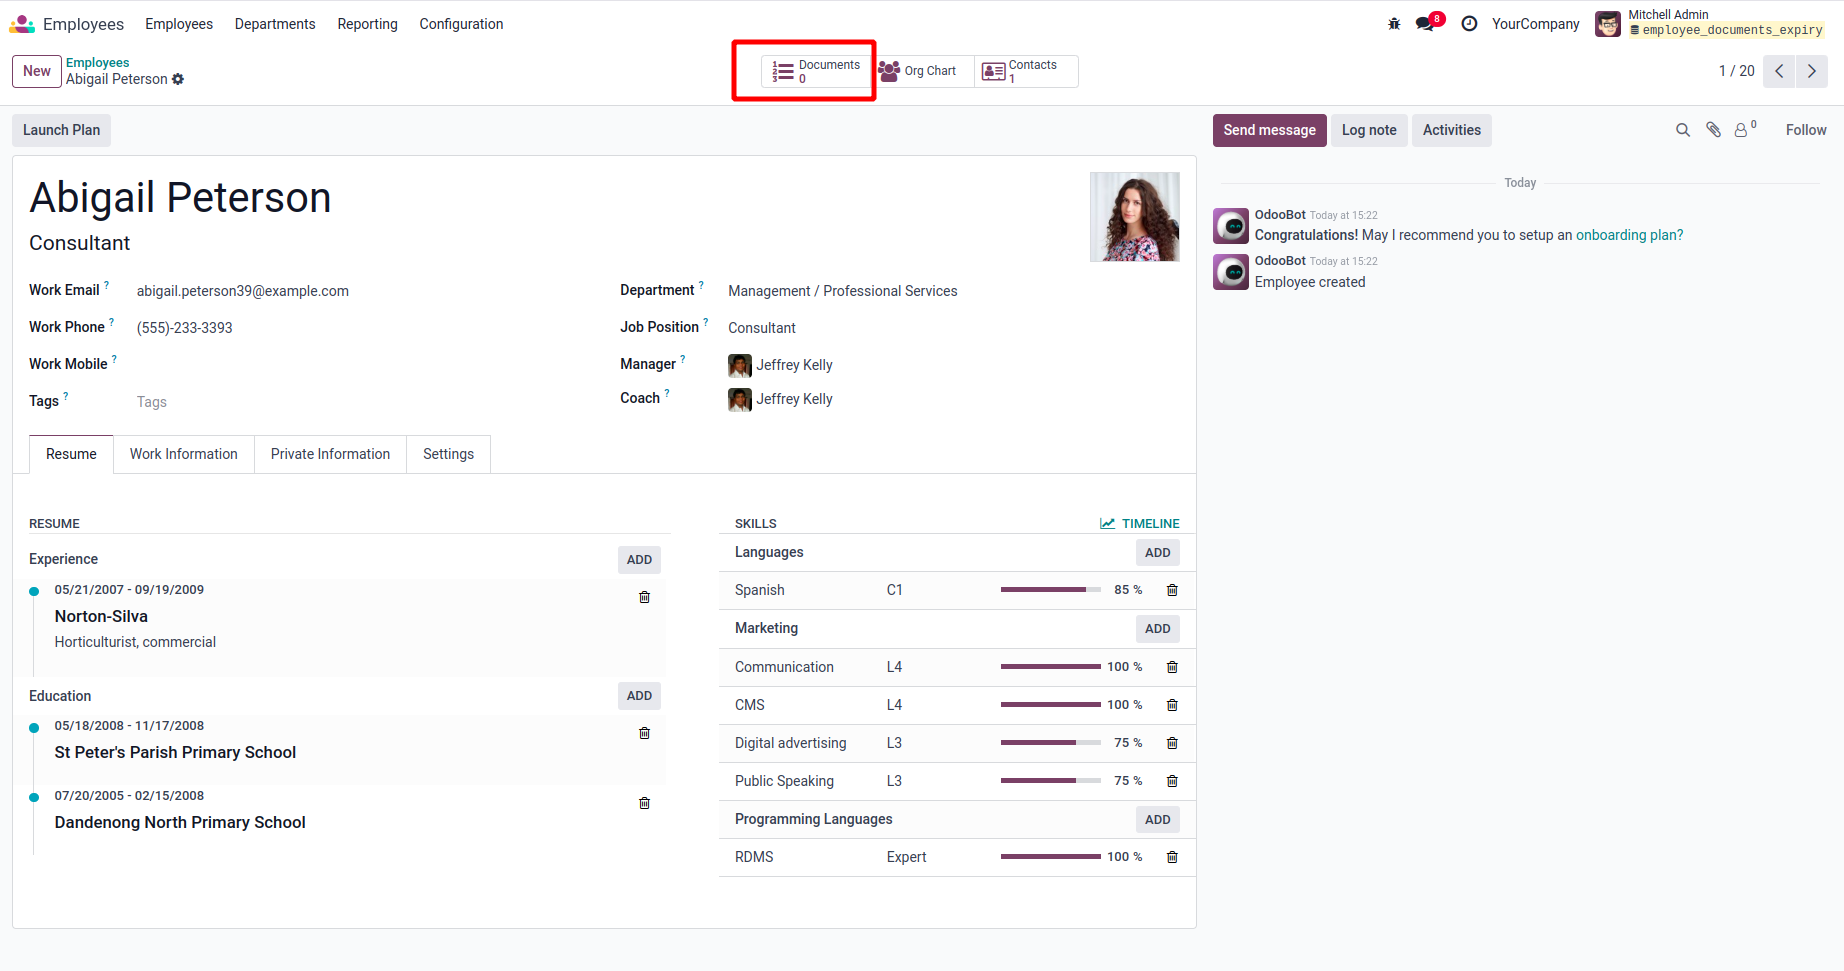 Employees Employees Departments Reporting Configuration 8 YourCompany Mitchell Admin
employee_documents_expiry
New Employees Documents Org Chart Contacts 1 / 20
Abigail Peterson 0 1
Launch Plan Send message Log note Activities 0 Follow
Abigail Peterson
Consultant
Work Email ? abigail.peterson39@example.com
Work Phone ? (555)-233-3393
Work Mobile ?
Tags ? Tags
Department ? Management / Professional Services
Job Position ? Consultant
Manager ? Jeffrey Kelly
Coach ? Jeffrey Kelly
Resume Work Information Private Information Settings
RESUME
Experience ADD
05/21/2007 - 09/19/2009
Norton-Silva
Horticulturist, commercial
Education ADD
05/18/2008 - 11/17/2008
St Peter's Parish Primary School
07/20/2005 - 02/15/2008
Dandenong North Primary School
SKILLS TIMELINE
Languages ADD
Spanish C1 85 %
Marketing ADD
Communication L4 100 %
CMS L4 100 %
Digital advertising L3 75 %
Public Speaking L3 75 %
Programming Languages ADD
RDMS Expert 100 %
Today
OdooBot Today at 15:22
Congratulations! May I recommend you to setup an onboarding plan?
OdooBot Today at 15:22
Employee created